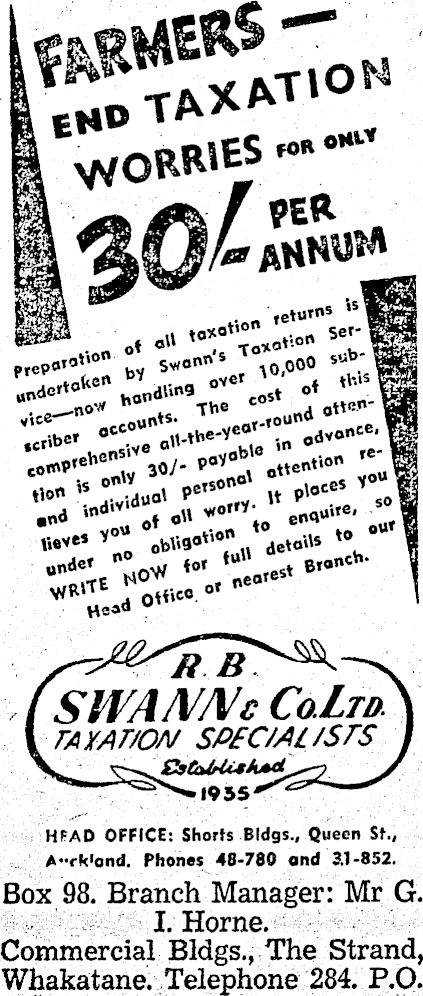 FARMERS —
END TAXATION
WORRIES FOR ONLY
30/- PER
ANNUM
Preparation of all taxation returns is
undertaken by Swann's Taxation Ser-
vice—now handling over 10,000 sub-
scriber accounts. The cost of this
comprehensive all-the-year-round atten-
tion is only 30/- payable in advance,
and individual personal attention re-
lieves you of all worry. It places you
under no obligation to enquire, so
WRITE NOW for full details to our
Head Office or nearest Branch.
R. B.
SWANN & Co. LTD.
TAXATION SPECIALISTS
Established
1935
HEAD OFFICE: Shorts Bldgs., Queen St.,
Auckland. Phones 48-780 and 31-852.
Box 98. Branch Manager: Mr G.
I. Horne.
Commercial Bldgs., The Strand,
Whakatane. Telephone 284. P.O.